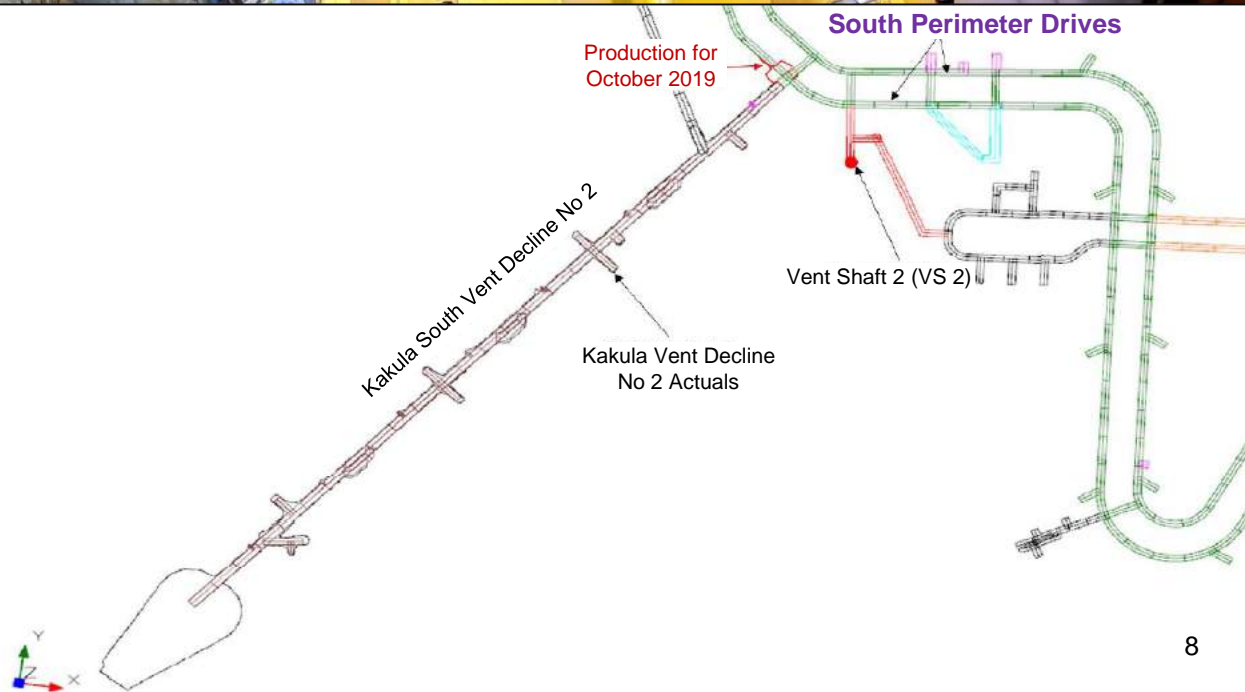 South Perimeter Drives
Production for
October 2019
Kakula South Vent Decline No 2
Vent Shaft 2 (VS 2)
Kakula Vent Decline
No 2 Actuals
Y
Z
X
8